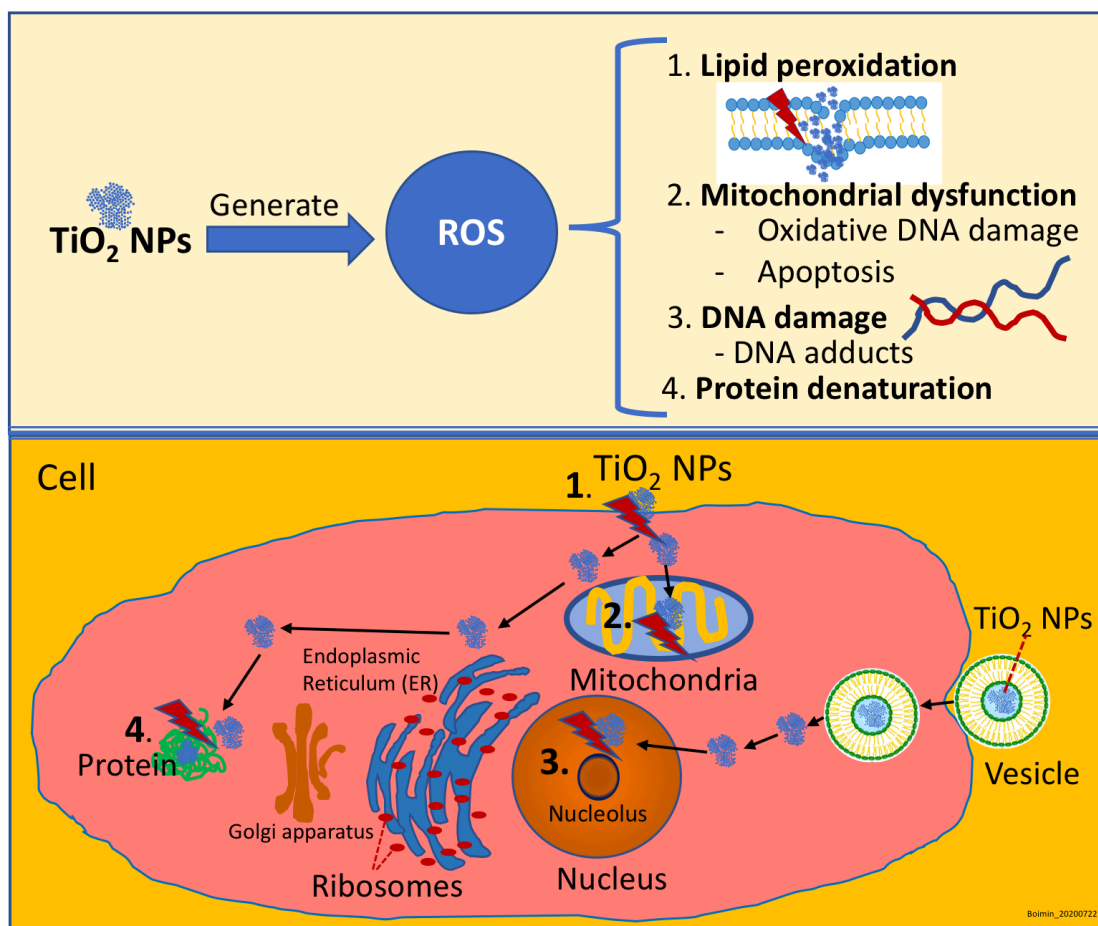 1. Lipid peroxidation
Generate
TiO₂ NPs
ROS
2. Mitochondrial dysfunction
- Oxidative DNA damage
- Apoptosis
3. DNA damage
- DNA adducts
4. Protein denaturation
Cell
1. TiO₂ NPs
2.
Mitochondria
TiO₂ NPs
Vesicle
Endoplasmic
Reticulum (ER)
4.
Protein
Golgi apparatus
Ribosomes
3.
Nucleolus
Nucleus
Boimin_20200722